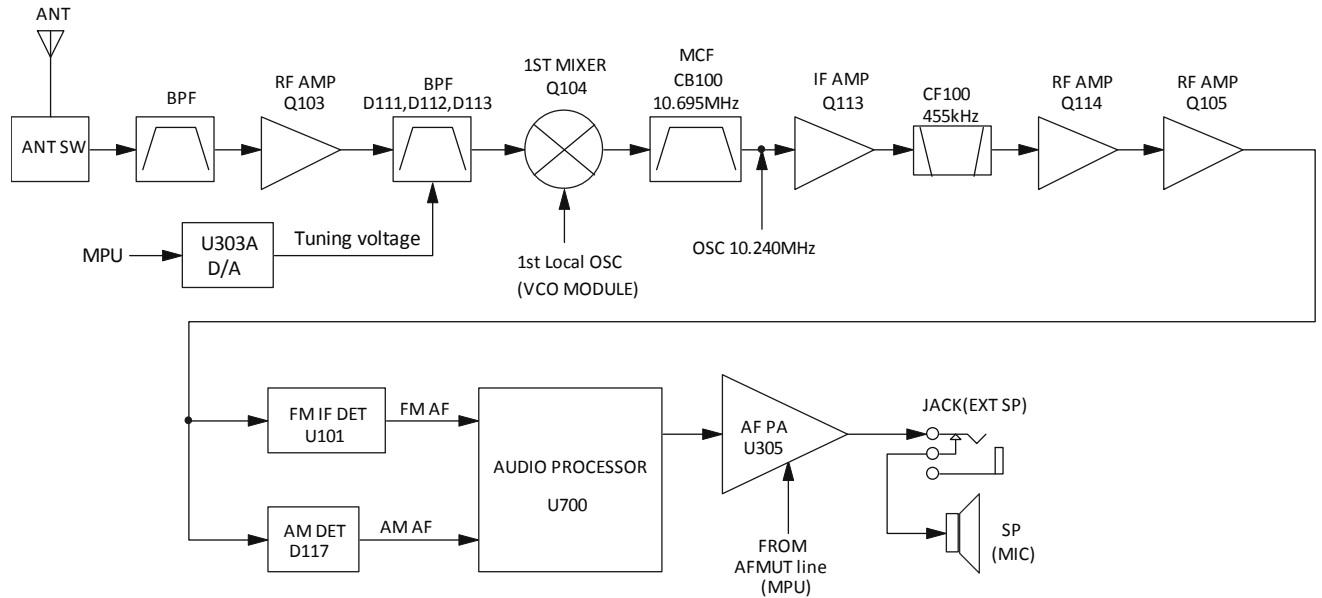 ANT
ANT SW
BPF
RF AMP
Q103
BPF
D111,D112,D113
1ST MIXER
Q104
MCF
CB100
10.695MHz
IF AMP
Q113
CF100
455kHz
RF AMP
Q114
RF AMP
Q105
MPU
U303A
D/A
Tuning voltage
1st Local OSC
(VCO MODULE)
OSC 10.240MHz
FM IF DET
U101
FM AF
AM DET
D117
AM AF
AUDIO PROCESSOR
U700
AF PA
U305
FROM
AFMUT line
(MPU)
JACK(EXT SP)
SP
(MIC)